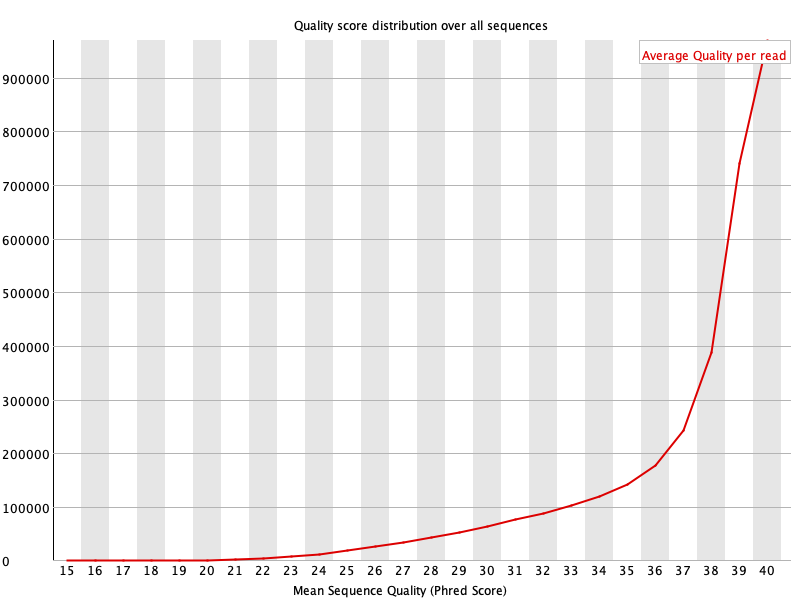 Quality score distribution over all sequences
Average Quality per read
900000
800000
700000
600000
500000
400000
300000
200000
100000
0
15 16 17 18 19 20 21 22 23 24 25 26 27 28 29 30 31 32 33 34 35 36 37 38 39 40
Mean Sequence Quality (Phred Score)